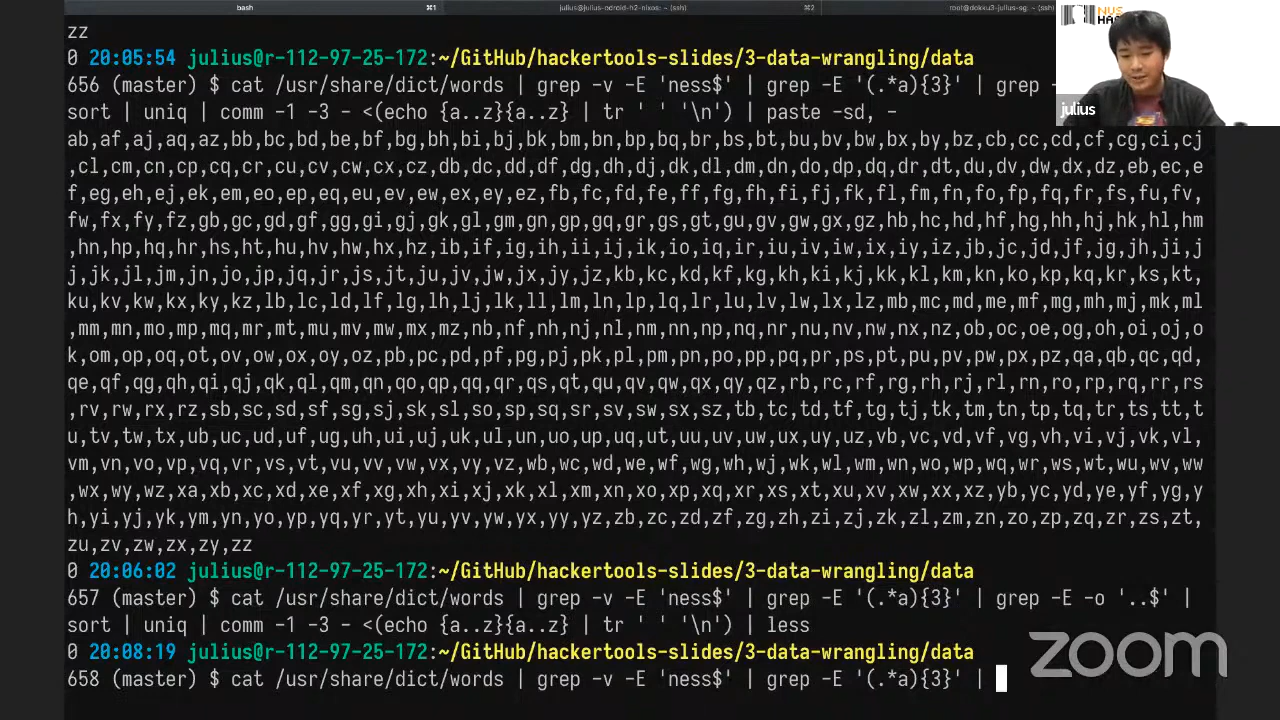 bash
⌘1
julius@julius-odroid-h2-nixos: ~ (ssh)
⌘2
root@dokku3-julius-sg: ~ (ssh)
NUS
julius
zz
0 20:05:54 julius@r-112-97-25-172:~/GitHub/hackertools-slides/3-data-wrangling/data
656 (master) $ cat /usr/share/dict/words | grep -v -E 'ness$' | grep -E '(.*a){3}' | grep
sort | uniq | comm -1 -3 - <(echo {a..z}{a..z} | tr ' ' '\n') | paste -sd, -
ab,af,aj,aq,az,bb,bc,bd,be,bf,bg,bh,bi,bj,bk,bm,bn,bp,bq,br,bs,bt,bu,bv,bw,bx,by,bz,cb,cc,cd,cf,cg,ci,cj
,cl,cm,cn,cp,cq,cr,cu,cv,cw,cx,cz,db,dc,dd,df,dg,dh,dj,dk,dl,dm,dn,do,dp,dq,dr,dt,du,dv,dw,dx,dz,eb,ec,e
f,eg,eh,ej,ek,em,eo,ep,eq,eu,ev,ew,ex,ey,ez,fb,fc,fd,fe,ff,fg,fh,fi,fj,fk,fl,fm,fn,fo,fp,fq,fr,fs,fu,fv,
fw,fx,fy,fz,gb,gc,gd,gf,gg,gi,gj,gk,gl,gm,gn,gp,gq,gr,gs,gt,gu,gv,gw,gx,gz,hb,hc,hd,hf,hg,hh,hj,hk,hl,hm
,hn,hp,hq,hr,hs,ht,hu,hv,hw,hx,hz,ib,if,ig,ih,ii,ij,ik,io,iq,ir,iu,iv,iw,ix,iy,iz,jb,jc,jd,jf,jg,jh,ji,j
j,jk,jl,jm,jn,jo,jp,jq,jr,js,jt,ju,jv,jw,jx,jy,jz,kb,kc,kd,kf,kg,kh,ki,kj,kk,kl,km,kn,ko,kp,kq,kr,ks,kt,
ku,kv,kw,kx,ky,kz,lb,lc,ld,lf,lg,lh,lj,lk,ll,lm,ln,lp,lq,lr,lu,lv,lw,lx,lz,mb,mc,md,me,mf,mg,mh,mj,mk,ml
,mm,mn,mo,mp,mq,mr,mt,mu,mv,mw,mx,mz,nb,nf,nh,nj,nl,nm,nn,np,nq,nr,nu,nv,nw,nx,nz,ob,oc,oe,og,oh,oi,oj,o
k,om,op,oq,ot,ov,ow,ox,oy,oz,pb,pc,pd,pf,pg,pj,pk,pl,pm,pn,po,pp,pq,pr,ps,pt,pu,pv,pw,px,pz,qa,qb,qc,qd,
qe,qf,qg,qh,qi,qj,qk,ql,qm,qn,qo,qp,qq,qr,qs,qt,qu,qv,qw,qx,qy,qz,rb,rc,rf,rg,rh,rj,rl,rn,ro,rp,rq,rr,rs
,rv,rw,rx,rz,sb,sc,sd,sf,sg,sj,sk,sl,so,sp,sq,sr,sv,sw,sx,sz,tb,tc,td,tf,tg,tj,tk,tm,tn,tp,tq,tr,ts,tt,t
u,tv,tw,tx,ub,uc,ud,uf,ug,uh,ui,uj,uk,ul,un,uo,up,uq,ut,uu,uv,uw,ux,uy,uz,vb,vc,vd,vf,vg,vh,vi,vj,vk,vl,
vm,vn,vo,vp,vq,vr,vs,vt,vu,vv,vw,vx,vy,vz,wb,wc,wd,we,wf,wg,wh,wj,wk,wl,wm,wn,wo,wp,wq,wr,ws,wt,wu,wv,ww
,wx,wy,wz,xa,xb,xc,xd,xe,xf,xg,xh,xi,xj,xk,xl,xm,xn,xo,xp,xq,xr,xs,xt,xu,xv,xw,xx,xz,yb,yc,yd,ye,yf,yg,y
h,yi,yj,yk,ym,yn,yo,yp,yq,yr,yt,yu,yv,yw,yx,yy,yz,zb,zc,zd,zf,zg,zh,zi,zj,zk,zl,zm,zn,zo,zp,zq,zr,zs,zt,
zu,zv,zw,zx,zy,zz
0 20:06:02 julius@r-112-97-25-172:~/GitHub/hackertools-slides/3-data-wrangling/data
657 (master) $ cat /usr/share/dict/words | grep -v -E 'ness$' | grep -E '(.*a){3}' | grep -E -o '..$' |
sort | uniq | comm -1 -3 - <(echo {a..z}{a..z} | tr ' ' '\n') | less
0 20:08:19 julius@r-112-97-25-172:~/GitHub/hackertools-slides/3-data-wrangling/data
658 (master) $ cat /usr/share/dict/words | grep -v -E 'ness$' | grep -E '(.*a){3}' |
zoom